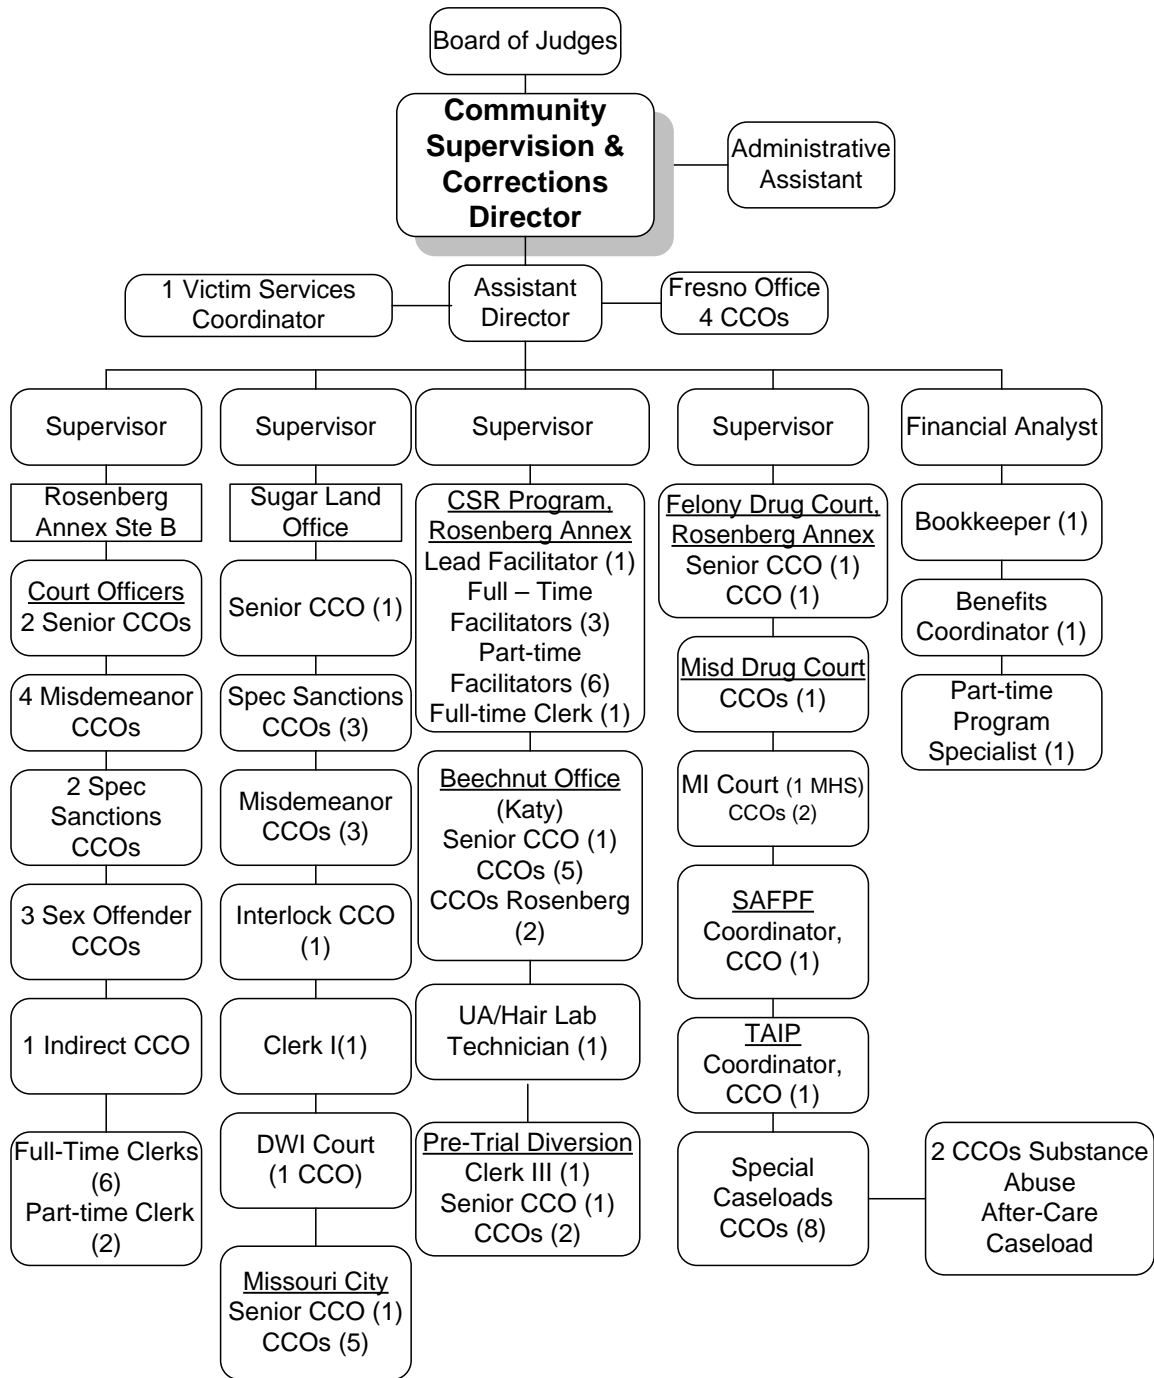 Board of Judges
Community
Supervision &
Corrections
Director
Administrative
Assistant
1 Victim Services
Coordinator
Assistant
Director
Fresno Office
4 CCOs
Supervisor
Rosenberg
Annex Ste B
Court Officers
2 Senior CCOs
4 Misdemeanor
CCOs
2 Spec
Sanctions
CCOs
3 Sex Offender
CCOs
1 Indirect CCO
Full-Time Clerks
(6)
Part-time Clerk
(2)
Supervisor
Sugar Land
Office
Senior CCO (1)
Spec Sanctions
CCOs (3)
Misdemeanor
CCOs (3)
Interlock CCO
(1)
Clerk I(1)
DWI Court
(1 CCO)
Missouri City
Senior CCO (1)
CCOs (5)
Supervisor
CSR Program,
Rosenberg Annex
Lead Facilitator (1)
Full – Time
Facilitators (3)
Part-time
Facilitators (6)
Full-time Clerk (1)
Beechnut Office
(Katy)
Senior CCO (1)
CCOs (5)
CCOs Rosenberg
(2)
UA/Hair Lab
Technician (1)
Pre-Trial Diversion
Clerk III (1)
Senior CCO (1)
CCOs (2)
Supervisor
Felony Drug Court,
Rosenberg Annex
Senior CCO (1)
CCO (1)
Misd Drug Court
CCOs (1)
MI Court (1 MHS)
CCOs (2)
SAFPF
Coordinator,
CCO (1)
TAIP
Coordinator,
CCO (1)
Special
Caseloads
CCOs (8)
2 CCOs Substance
Abuse
After-Care
Caseload
Financial Analyst
Bookkeeper (1)
Benefits
Coordinator (1)
Part-time
Program
Specialist (1)